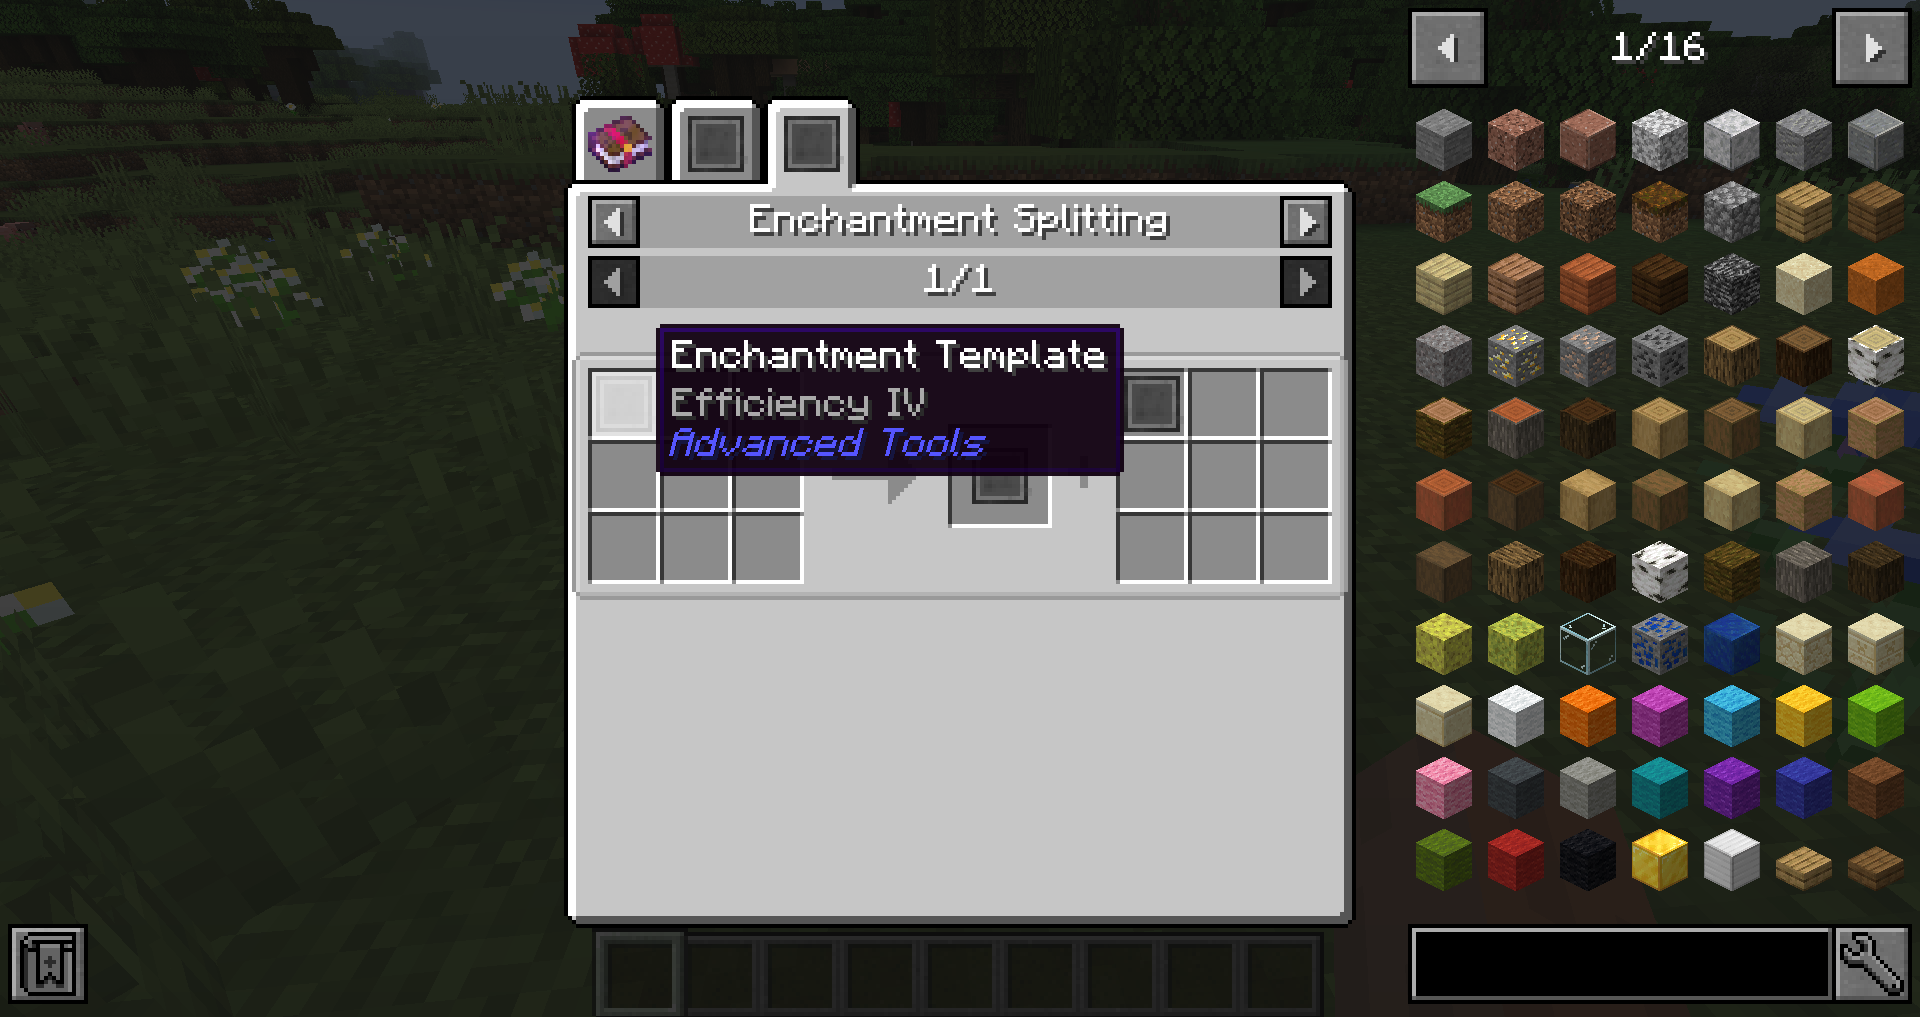 1/16
Enchantment Splitting
1/1
Enchantment Template
Efficiency IV
Advanced Tools